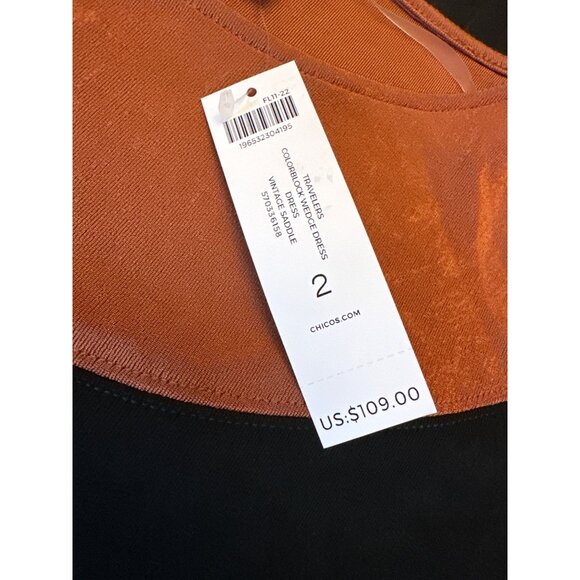 FL11-22
196532304195
TRAVELERS
COLORBLOCK WEDGE DRESS
DRESS
VINTAGE SADDLE
570336158
2
CHICOS.COM
US:$109.00